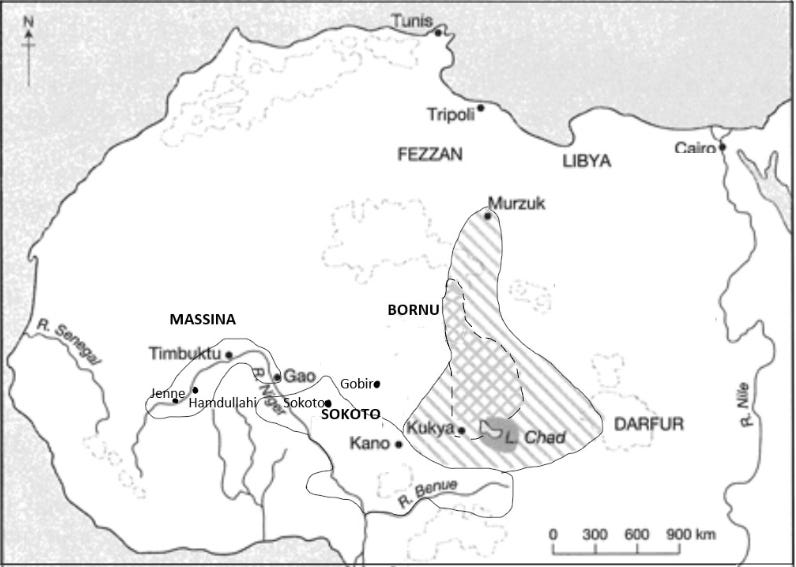 N
Tunis
Tripoli
FEZZAN
LIBYA
Cairo
Murzuk
BORNU
MASSINA
R. Senegal
Timbuktu
Gao
Gobir
Jenne
Hamdullahi
R. Niger
Sokoto
SOKOTO
R. Nile
DARFUR
Kukya
L. Chad
Kano
R. Benue
0 300 600 900 km